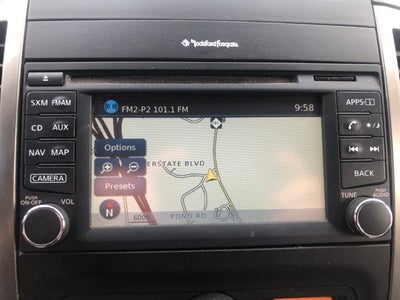 Rockford Fosgate
SXM FM/AM
CD AUX
NAV MAP
CAMERA
PUSH
ON-OFF
VOL
FM2-P2 101.1 FM
9:58
Options
ERSTATE BLVD
Presets
N
POND RD
APPS
BACK
TUNE
PUSH
AUDIO